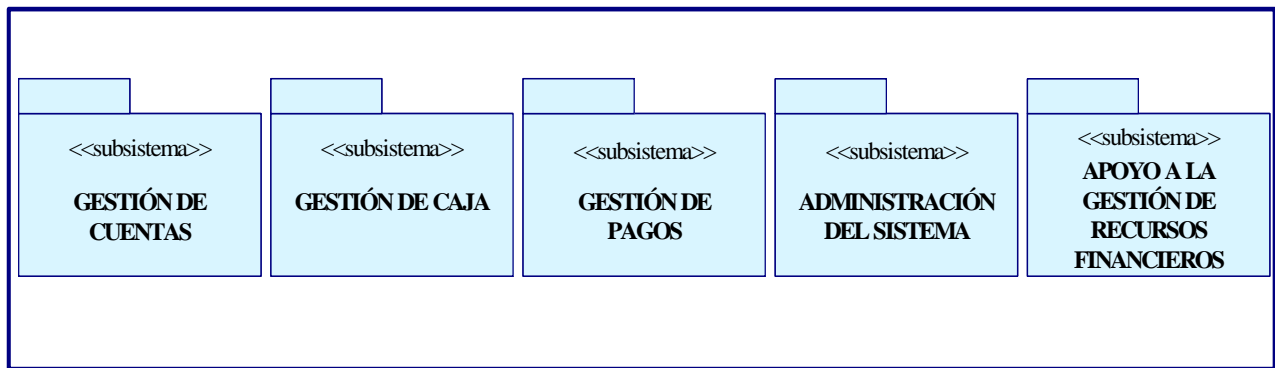 <<subsistema>>
GESTIÓN DE
CUENTAS
<<subsistema>>
GESTIÓN DE CAJA
<<subsistema>>
GESTIÓN DE
PAGOS
<<subsistema>>
ADMINISTRACIÓN
DEL SISTEMA
<<subsistema>>
APOYO A LA
GESTIÓN DE
RECURSOS
FINANCIEROS